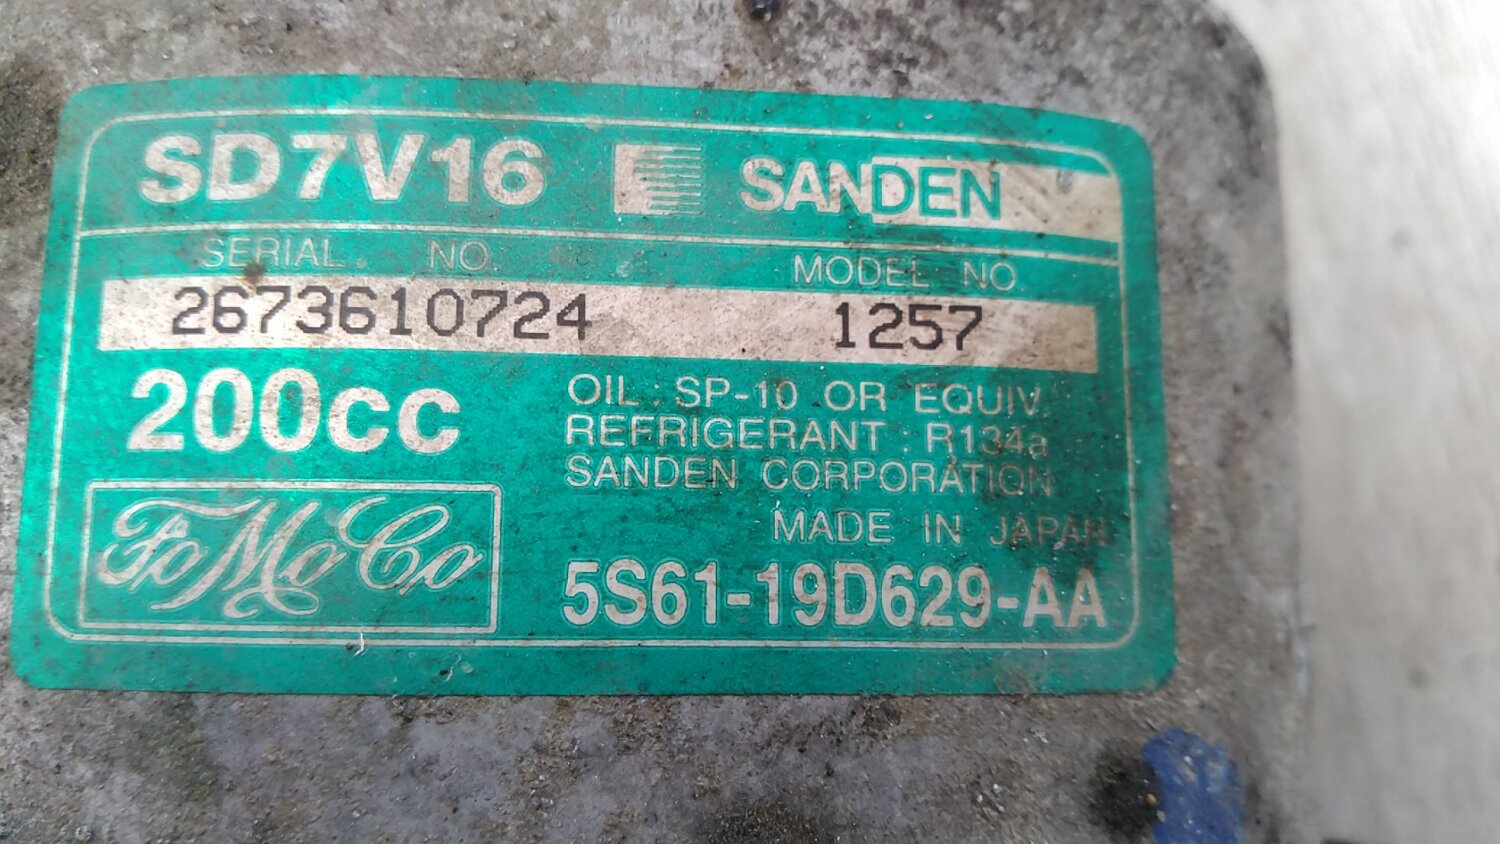 SD7V16 SANDEN
SERIAL NO. MODEL NO.
2673610724 1257
200cc
OIL : SP-10 OR EQUIV.
REFRIGERANT : R134a
SANDEN CORPORATION
MADE IN JAPAN
FoMoCo
5S61-19D629-AA